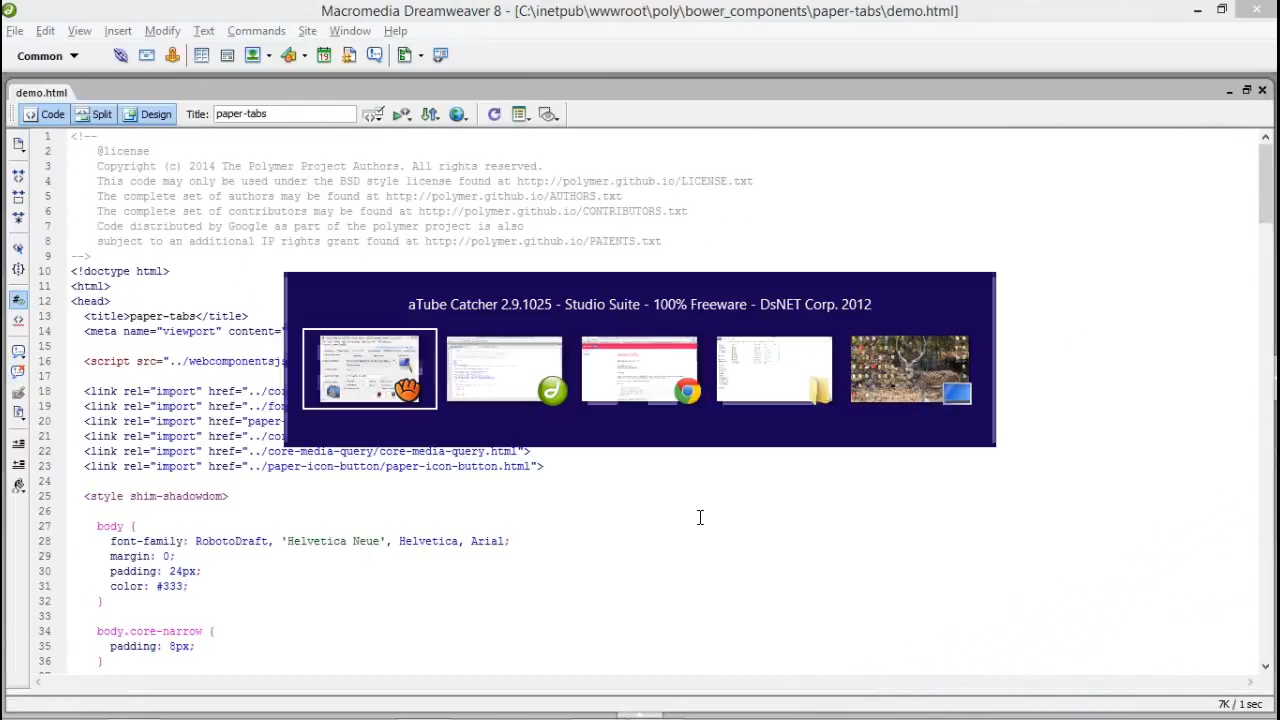 Macromedia Dreamweaver 8 - [C:\inetpub\wwwroot\poly\bower_components\paper-tabs\demo.html]
File Edit View Insert Modify Text Commands Site Window Help
Common
demo.html
Code Split Design Title: paper-tabs
1 <!--
2 @license
3 Copyright (c) 2014 The Polymer Project Authors. All rights reserved.
4 This code may only be used under the BSD style license found at http://polymer.github.io/LICENSE.txt
5 The complete set of authors may be found at http://polymer.github.io/AUTHORS.txt
6 The complete set of contributors may be found at http://polymer.github.io/CONTRIBUTORS.txt
7 Code distributed by Google as part of the polymer project is also
8 subject to an additional IP rights grant found at http://polymer.github.io/PATENTS.txt
9 -->
10 <!doctype html>
11 <html>
12 <head>
aTube Catcher 2.9.1025 - Studio Suite - 100% Freeware - DsNET Corp. 2012
13 <title>paper-tabs</title>
14 <meta name="viewport" content="
15
16 <script src="../webcomponentsjs
17
18 <link rel="import" href="../co
19 <link rel="import" href="../fo
20 <link rel="import" href="paper-
21 <link rel="import" href="../co
22 <link rel="import" href="../core-media-query/core-media-query.html">
23 <link rel="import" href="../paper-icon-button/paper-icon-button.html">
24
25 <style shim-shadowdom>
26
27 body {
28 font-family: RobotoDraft, 'Helvetica Neue', Helvetica, Arial;
29 margin: 0;
30 padding: 24px;
31 color: #333;
32 }
33
34 body.core-narrow {
35 padding: 8px;
36 }
7K / 1 sec